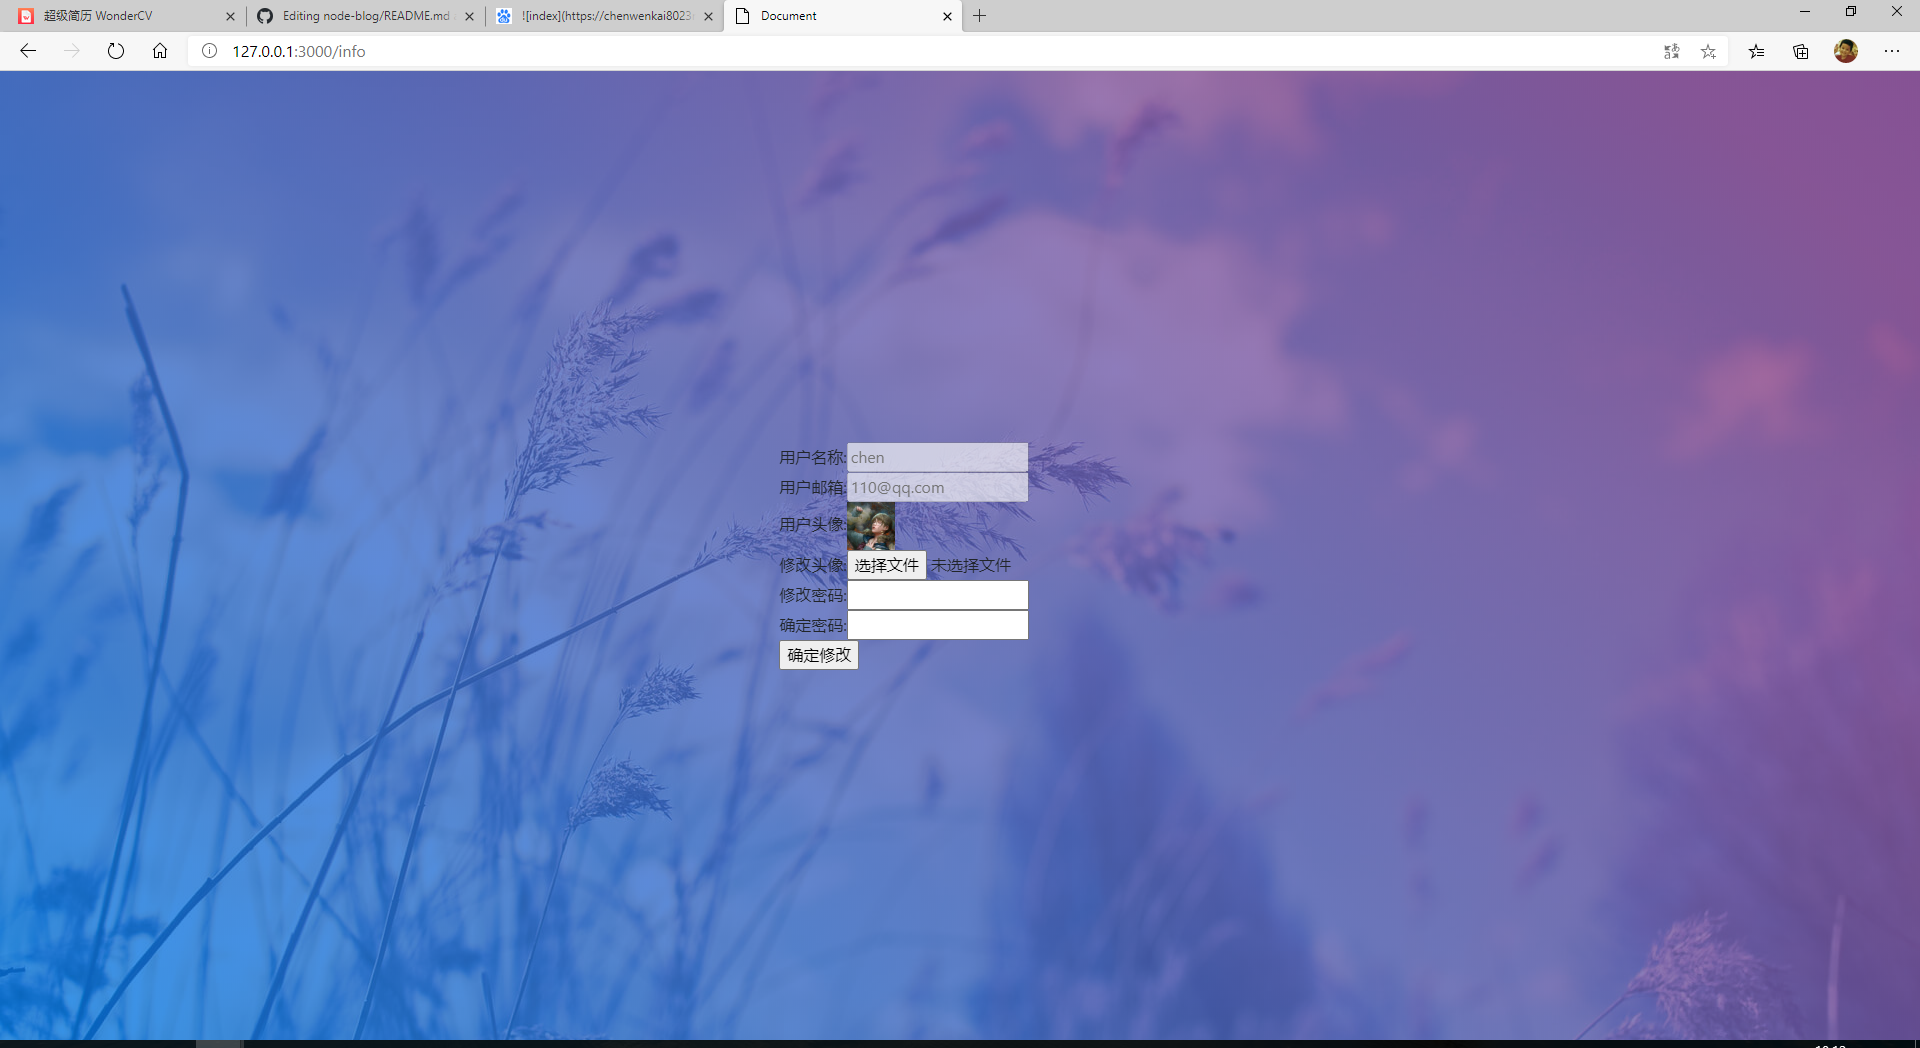 超级简历 WonderCV
Editing node-blog/README.md
![index](https://chenwenkai8023
Document
127.0.0.1:3000/info
用户名称: chen
用户邮箱: 110@qq.com
用户头像:
修改头像: 选择文件 未选择文件
修改密码:
确定密码:
确定修改